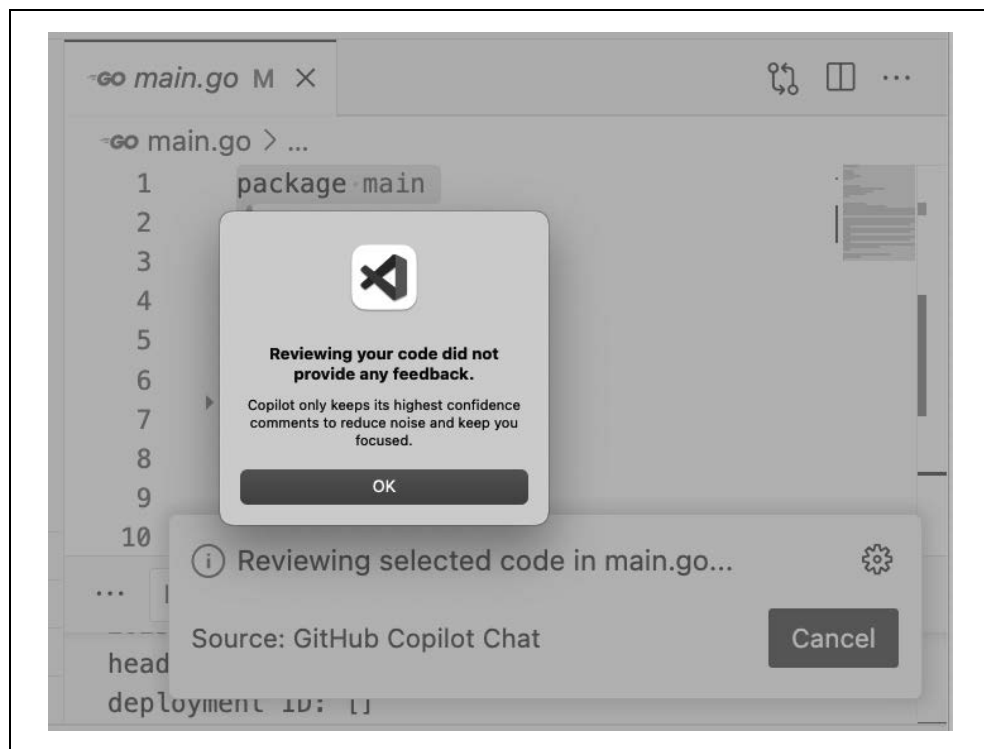 GO main.go M ×
GO main.go > ...
1 package main
2
3
4
5
6
7
8
9
10
Reviewing your code did not
provide any feedback.
Copilot only keeps its highest confidence
comments to reduce noise and keep you
focused.
OK
Reviewing selected code in main.go...
Source: GitHub Copilot Chat
Cancel
head
deployment ID: []